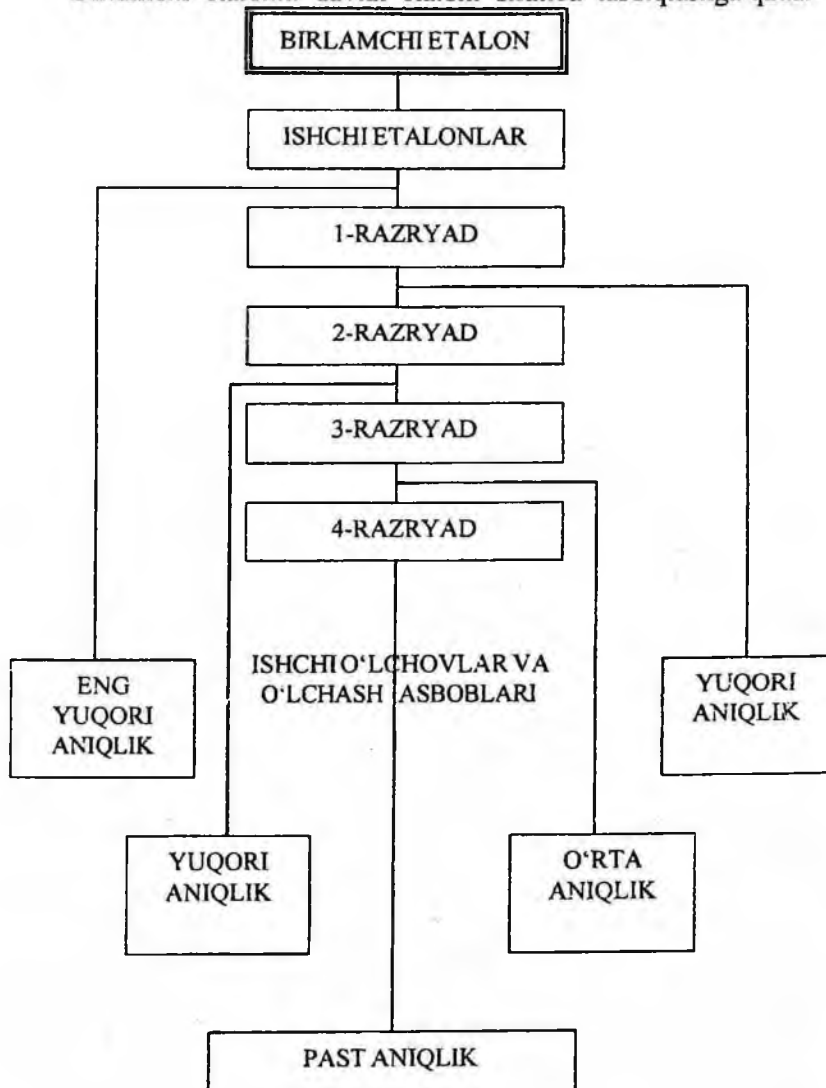 BIRLAMCHI ETALON
ISHCHI ETALONLAR
1-RAZRYAD
2-RAZRYAD
3-RAZRYAD
4-RAZRYAD
ISHCHI O‘LCHOVLAR VA
O‘LCHASH ASBOBLARI
ENG
YUQORI
ANIQLIK
YUQORI
ANIQLIK
YUQORI
ANIQLIK
O‘RTA
ANIQLIK
PAST ANIQLIK